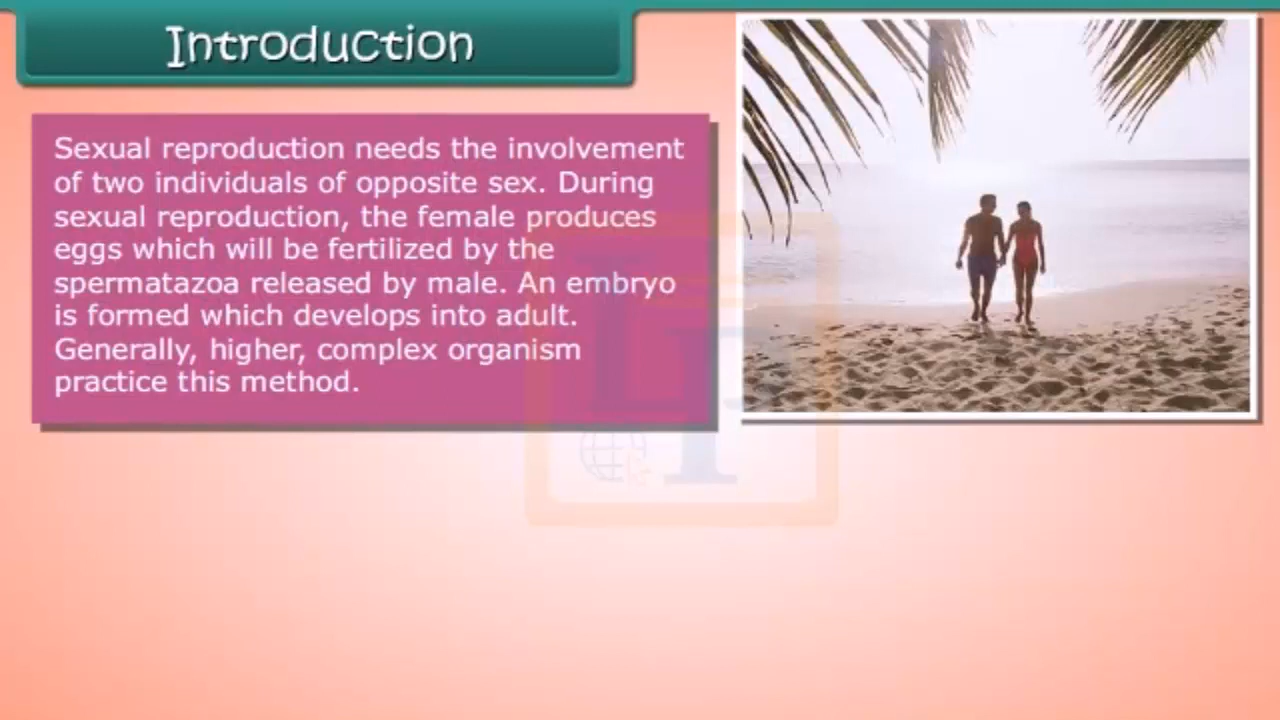 Introduction
Sexual reproduction needs the involvement
of two individuals of opposite sex. During
sexual reproduction, the female produces
eggs which will be fertilized by the
spermatazoa released by male. An embryo
is formed which develops into adult.
Generally, higher, complex organism
practice this method.